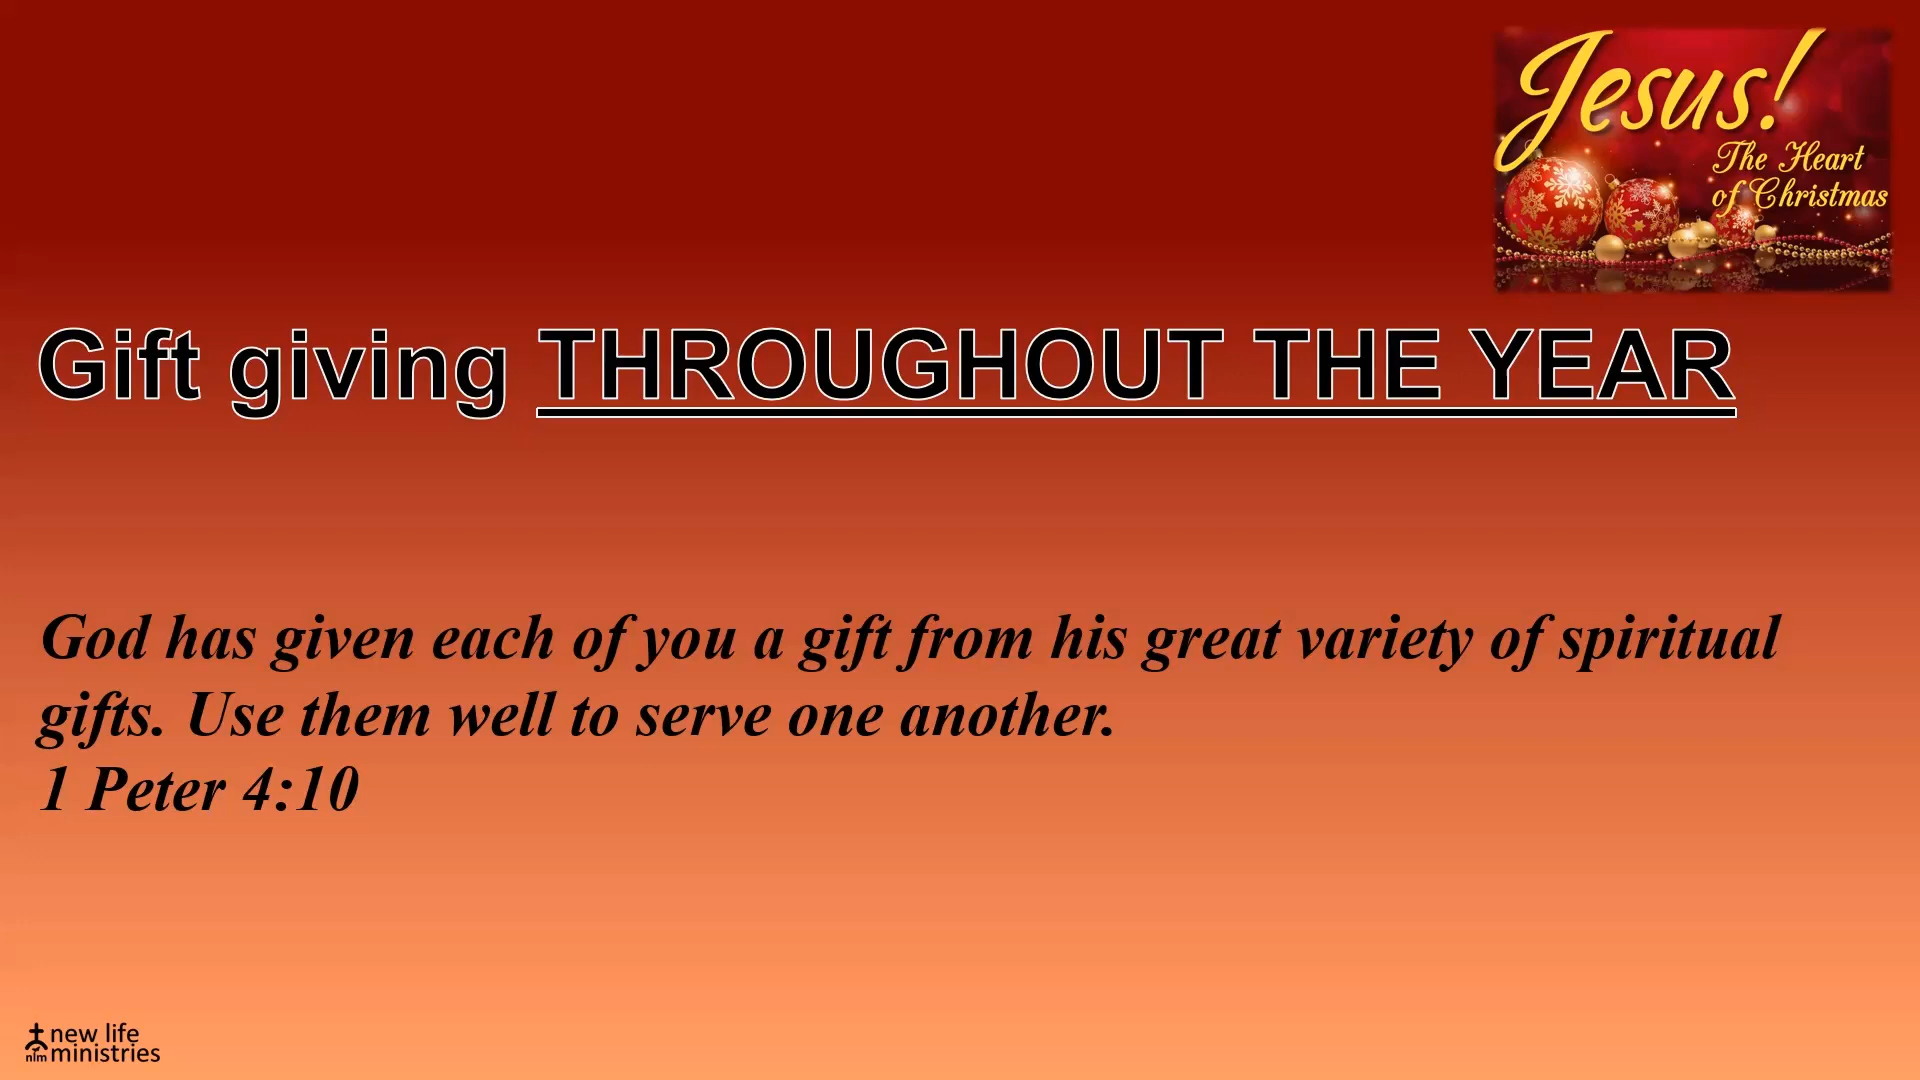 Jesus!
The Heart
of Christmas
Gift giving THROUGHOUT THE YEAR
God has given each of you a gift from his great variety of spiritual
gifts. Use them well to serve one another.
1 Peter 4:10
new life
nlm ministries